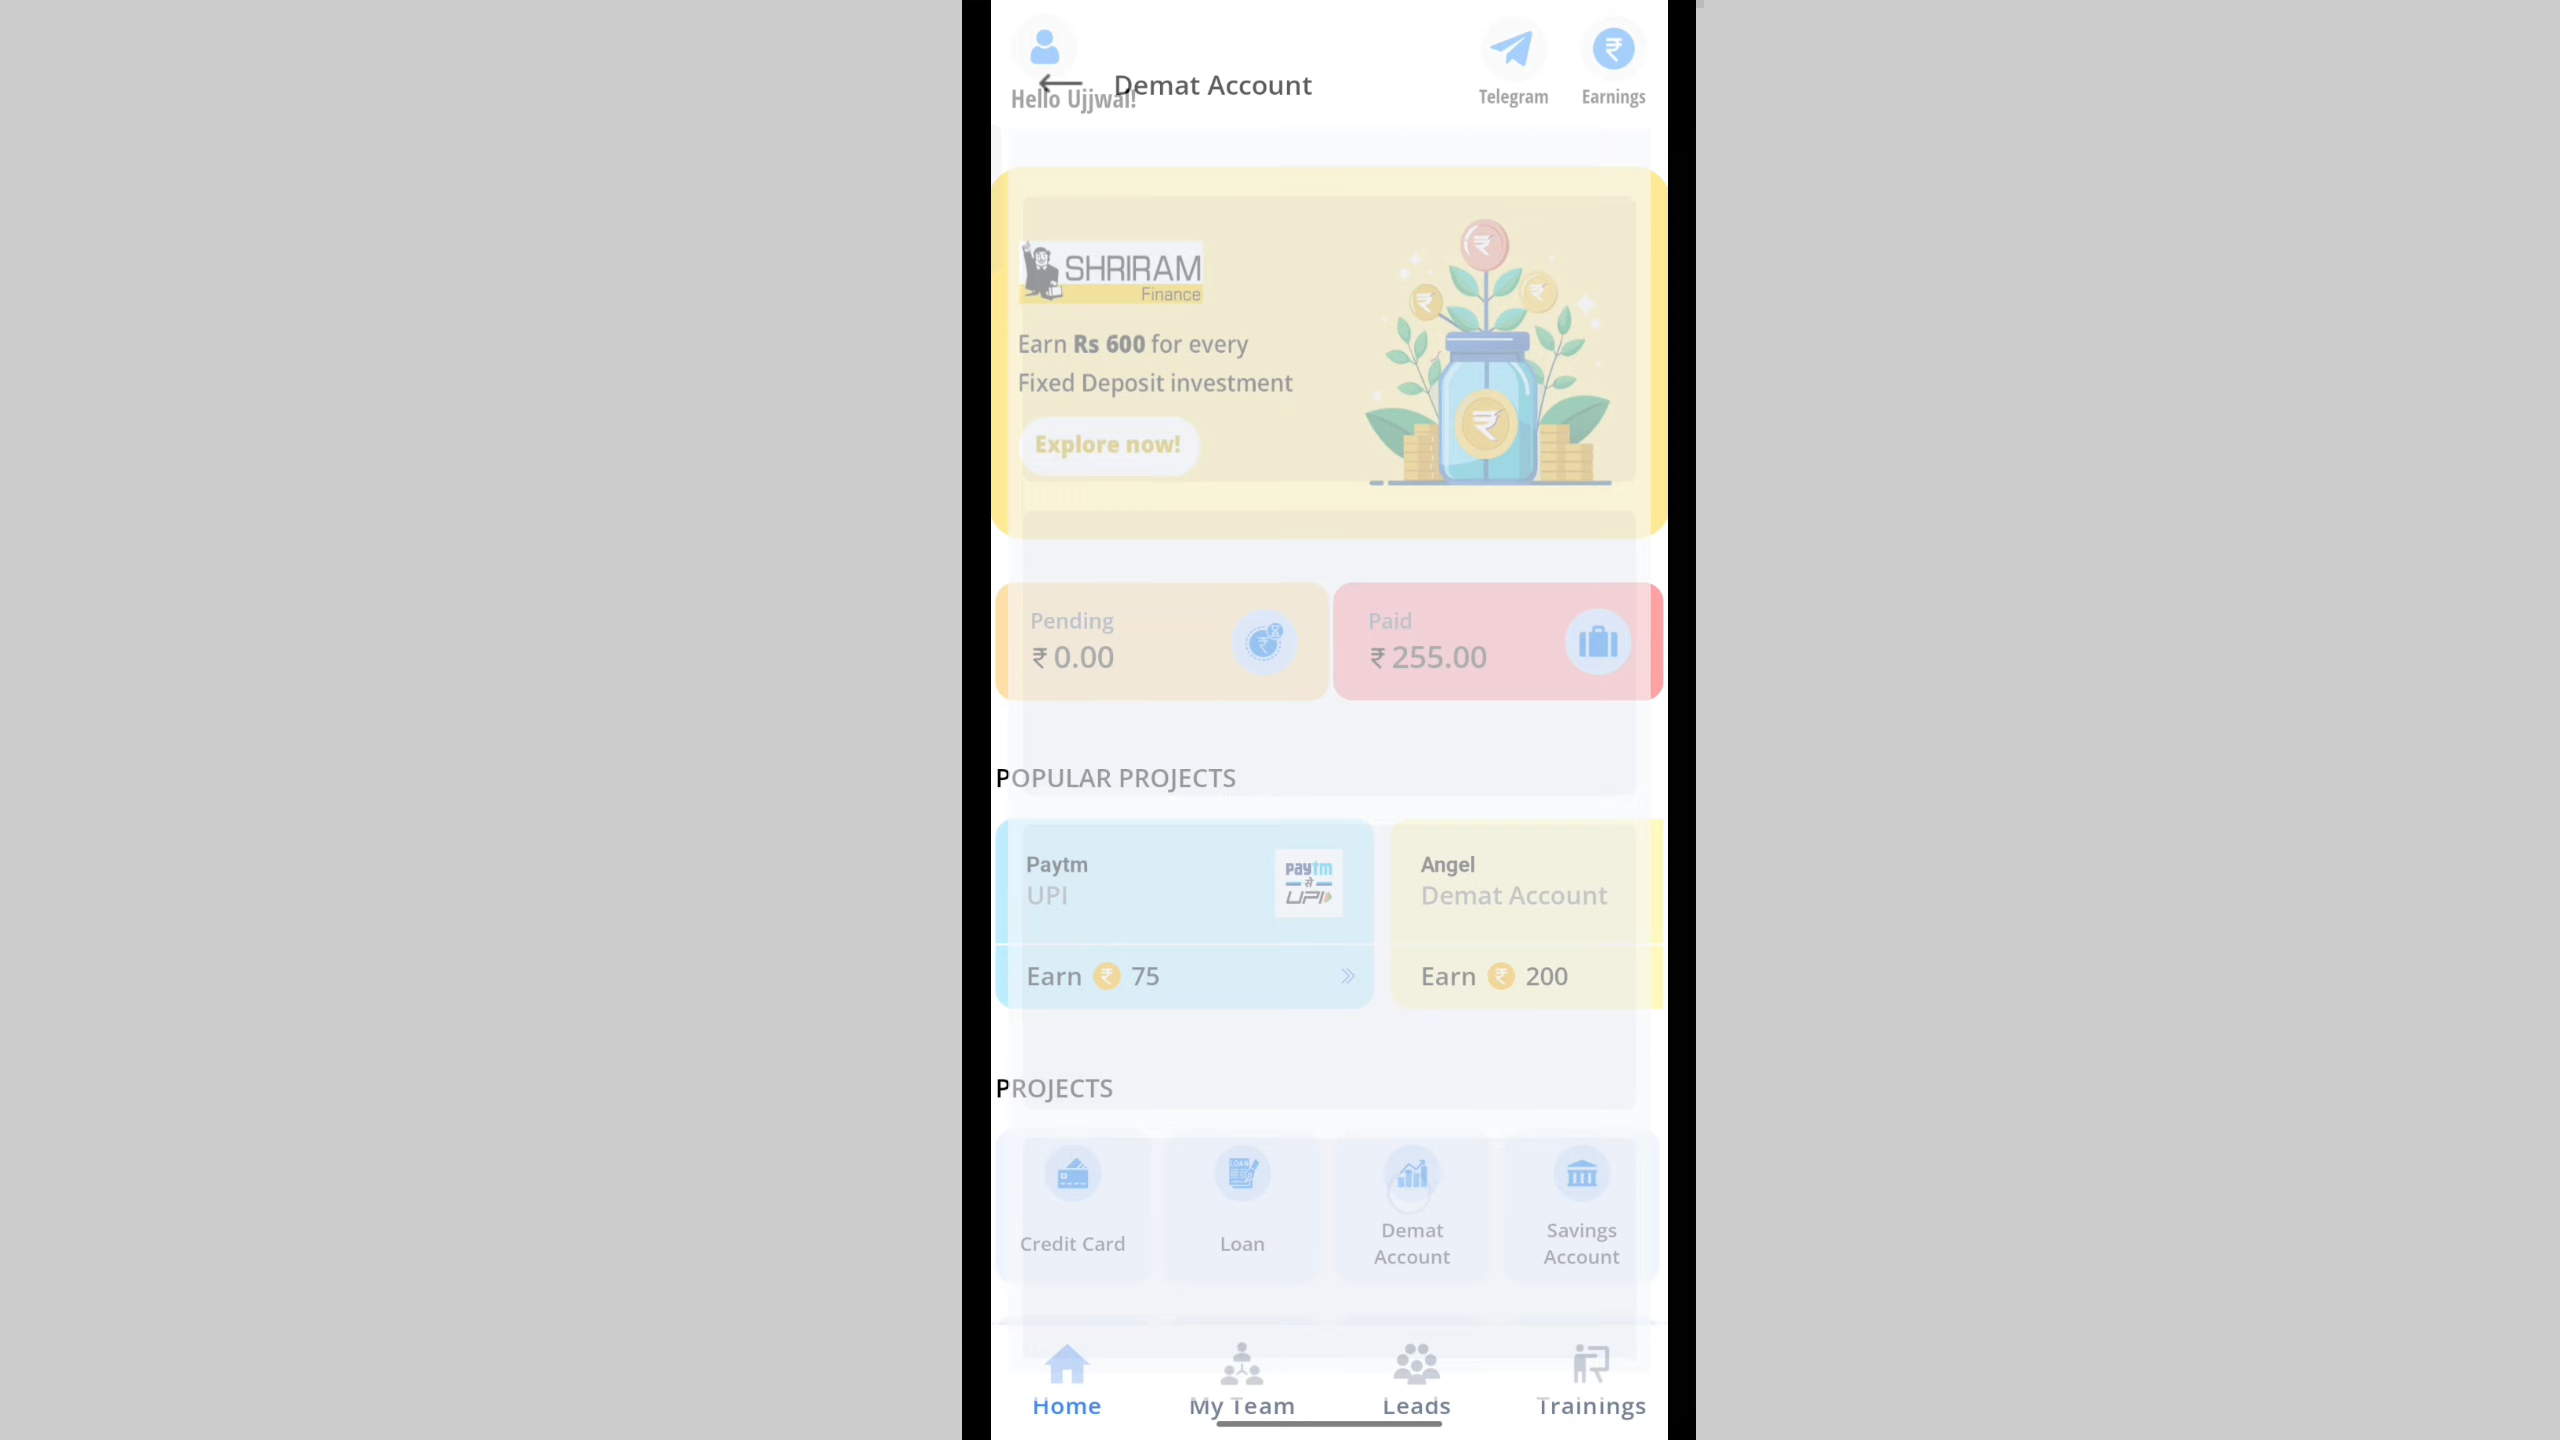 Demat Account
Hello Ujjwal!
Telegram
Earnings
SHRIRAM
Finance
Earn Rs 600 for every
Fixed Deposit investment
Explore now!
Pending
₹ 0.00
Paid
₹ 255.00
POPULAR PROJECTS
Paytm
UPI
paytm
से
UPI
Earn ₹ 75
Angel
Demat Account
Earn ₹ 200
PROJECTS
LOAN
Credit Card
Loan
Demat
Account
Savings
Account
Home
My Team
Leads
Trainings